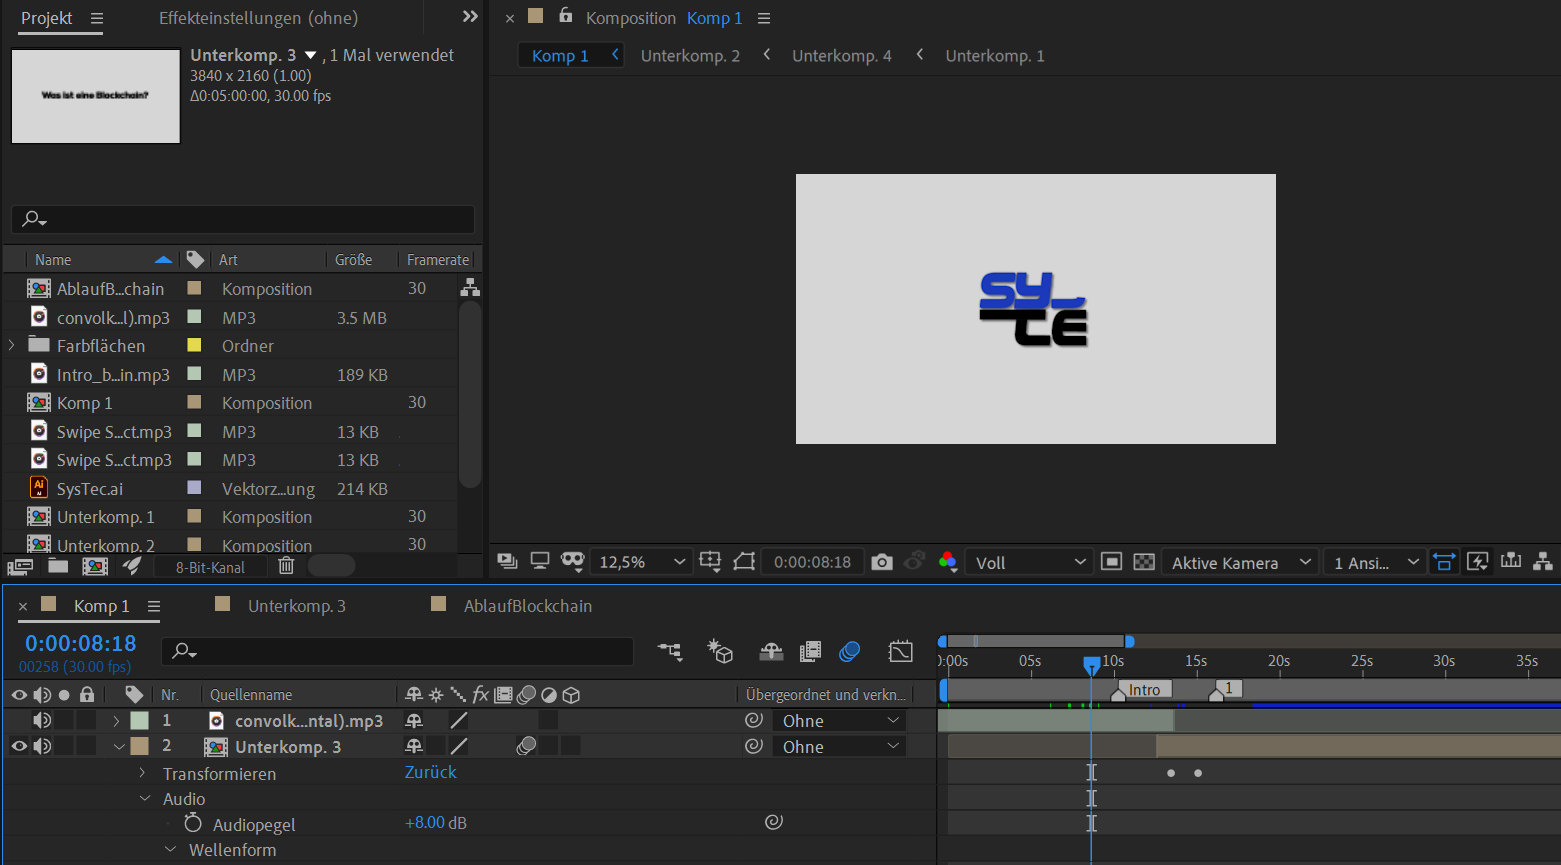 Projekt
Effekteinstellungen (ohne)
Komposition Komp 1
Unterkomp. 3 , 1 Mal verwendet
3840 x 2160 (1.00)
Δ0:05:00:00, 30.00 fps
Was ist eine Blockchain?
Komp 1 Unterkomp. 2 Unterkomp. 4 Unterkomp. 1
Name Art Größe Framerate
AblaufB...chain Komposition 30
convolk...l).mp3 MP3 3.5 MB
Farbflächen Ordner
Intro_b...in.mp3 MP3 189 KB
Komp 1 Komposition 30
Swipe S...ct.mp3 MP3 13 KB
Swipe S...ct.mp3 MP3 13 KB
Ai SysTec.ai Vektorz...ung 214 KB
Unterkomp. 1 Komposition 30
Unterkomp. 2 Komposition 30
8-Bit-Kanal
12,5% 0:00:08:18 Voll Aktive Kamera 1 Ansi...
Komp 1 Unterkomp. 3 AblaufBlockchain
0:00:08:18
00258 (30.00 fps)
):00s 05s 10s 15s 20s 25s 30s 35s
Nr. Quellenname fx Übergeordnet und verkn...
Intro 1
1 convolk...ntal).mp3 Ohne
2 Unterkomp. 3 Ohne
Transformieren Zurück
Audio
Audiopegel +8.00 dB
Wellenform